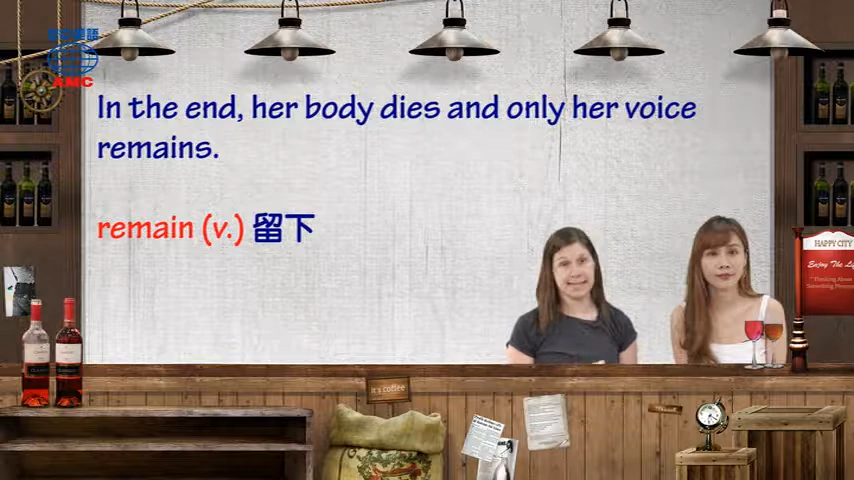 AMC
In the end, her body dies and only her voice
remains.
remain (v.) 留下
HAPPY CITY
Enjoy The Li
it's coffee